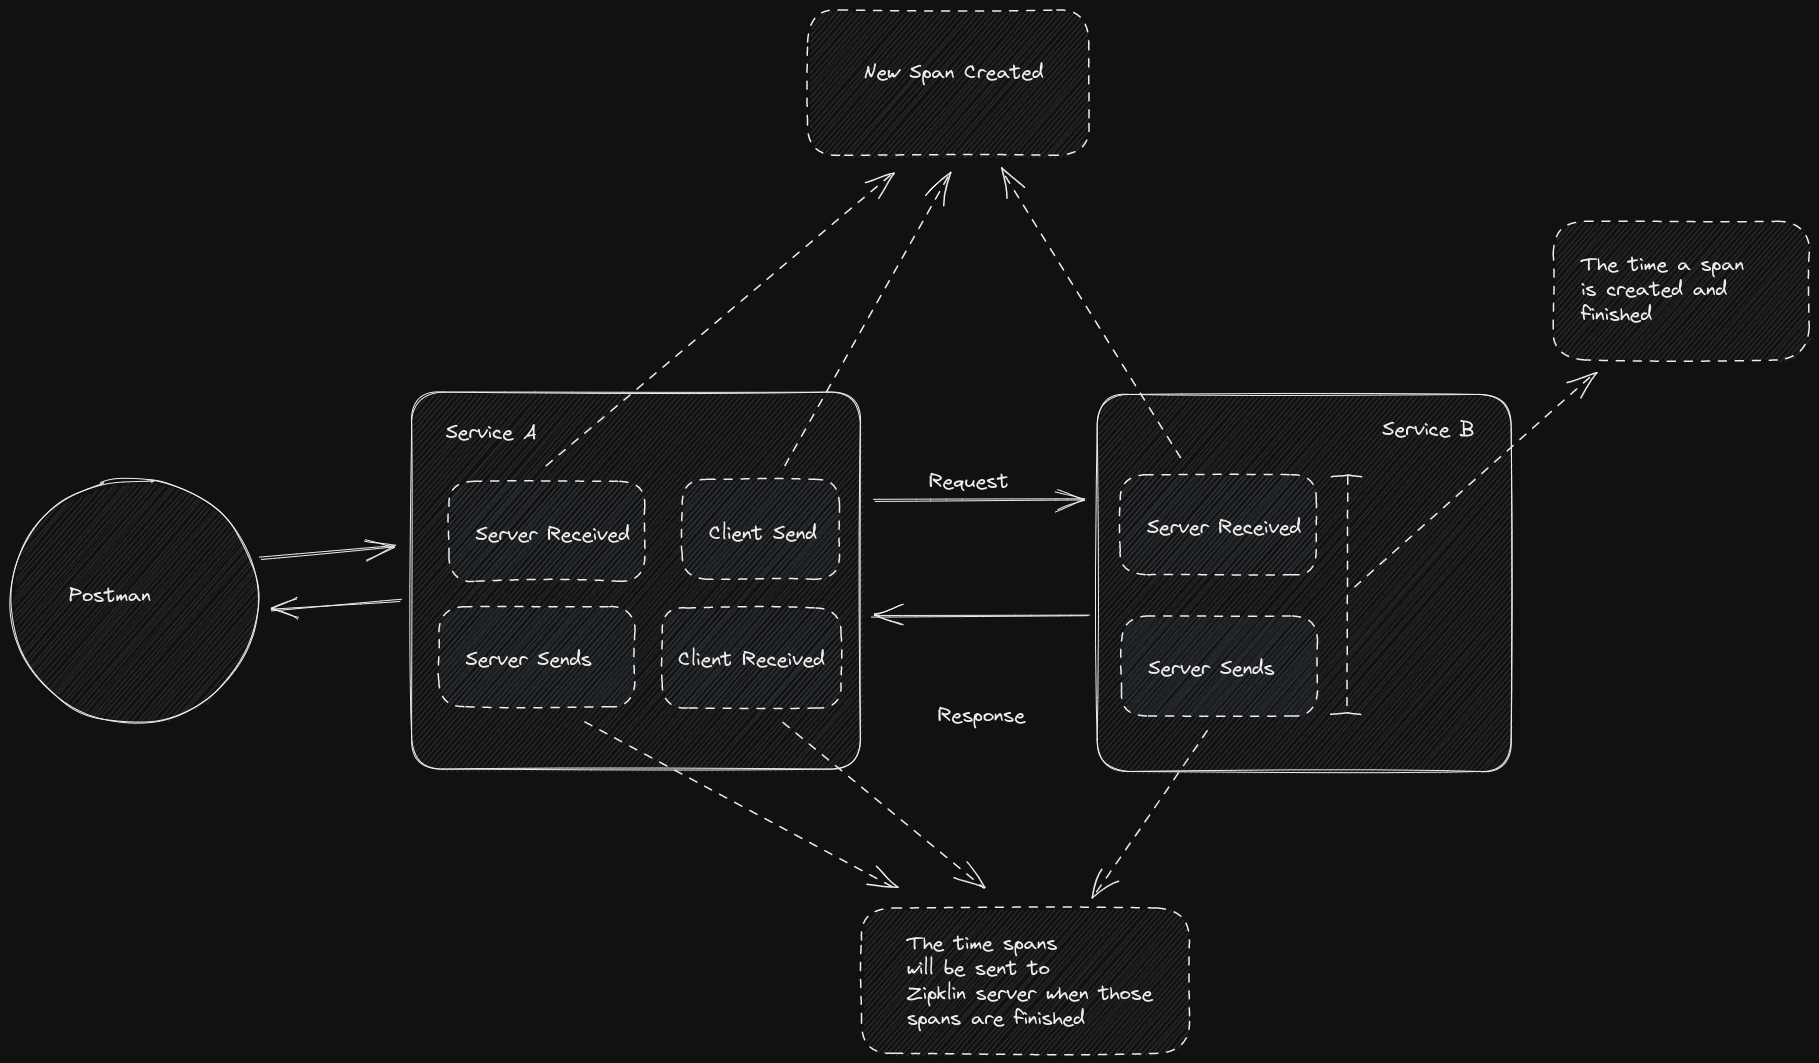 New Span Created
The time a span
is created and
finished
Service A
Service B
Request
Server Received
Client Send
Server Received
Postman
Server Sends
Client Received
Server Sends
Response
The time spans
will be sent to
Zipklin server when those
spans are finished